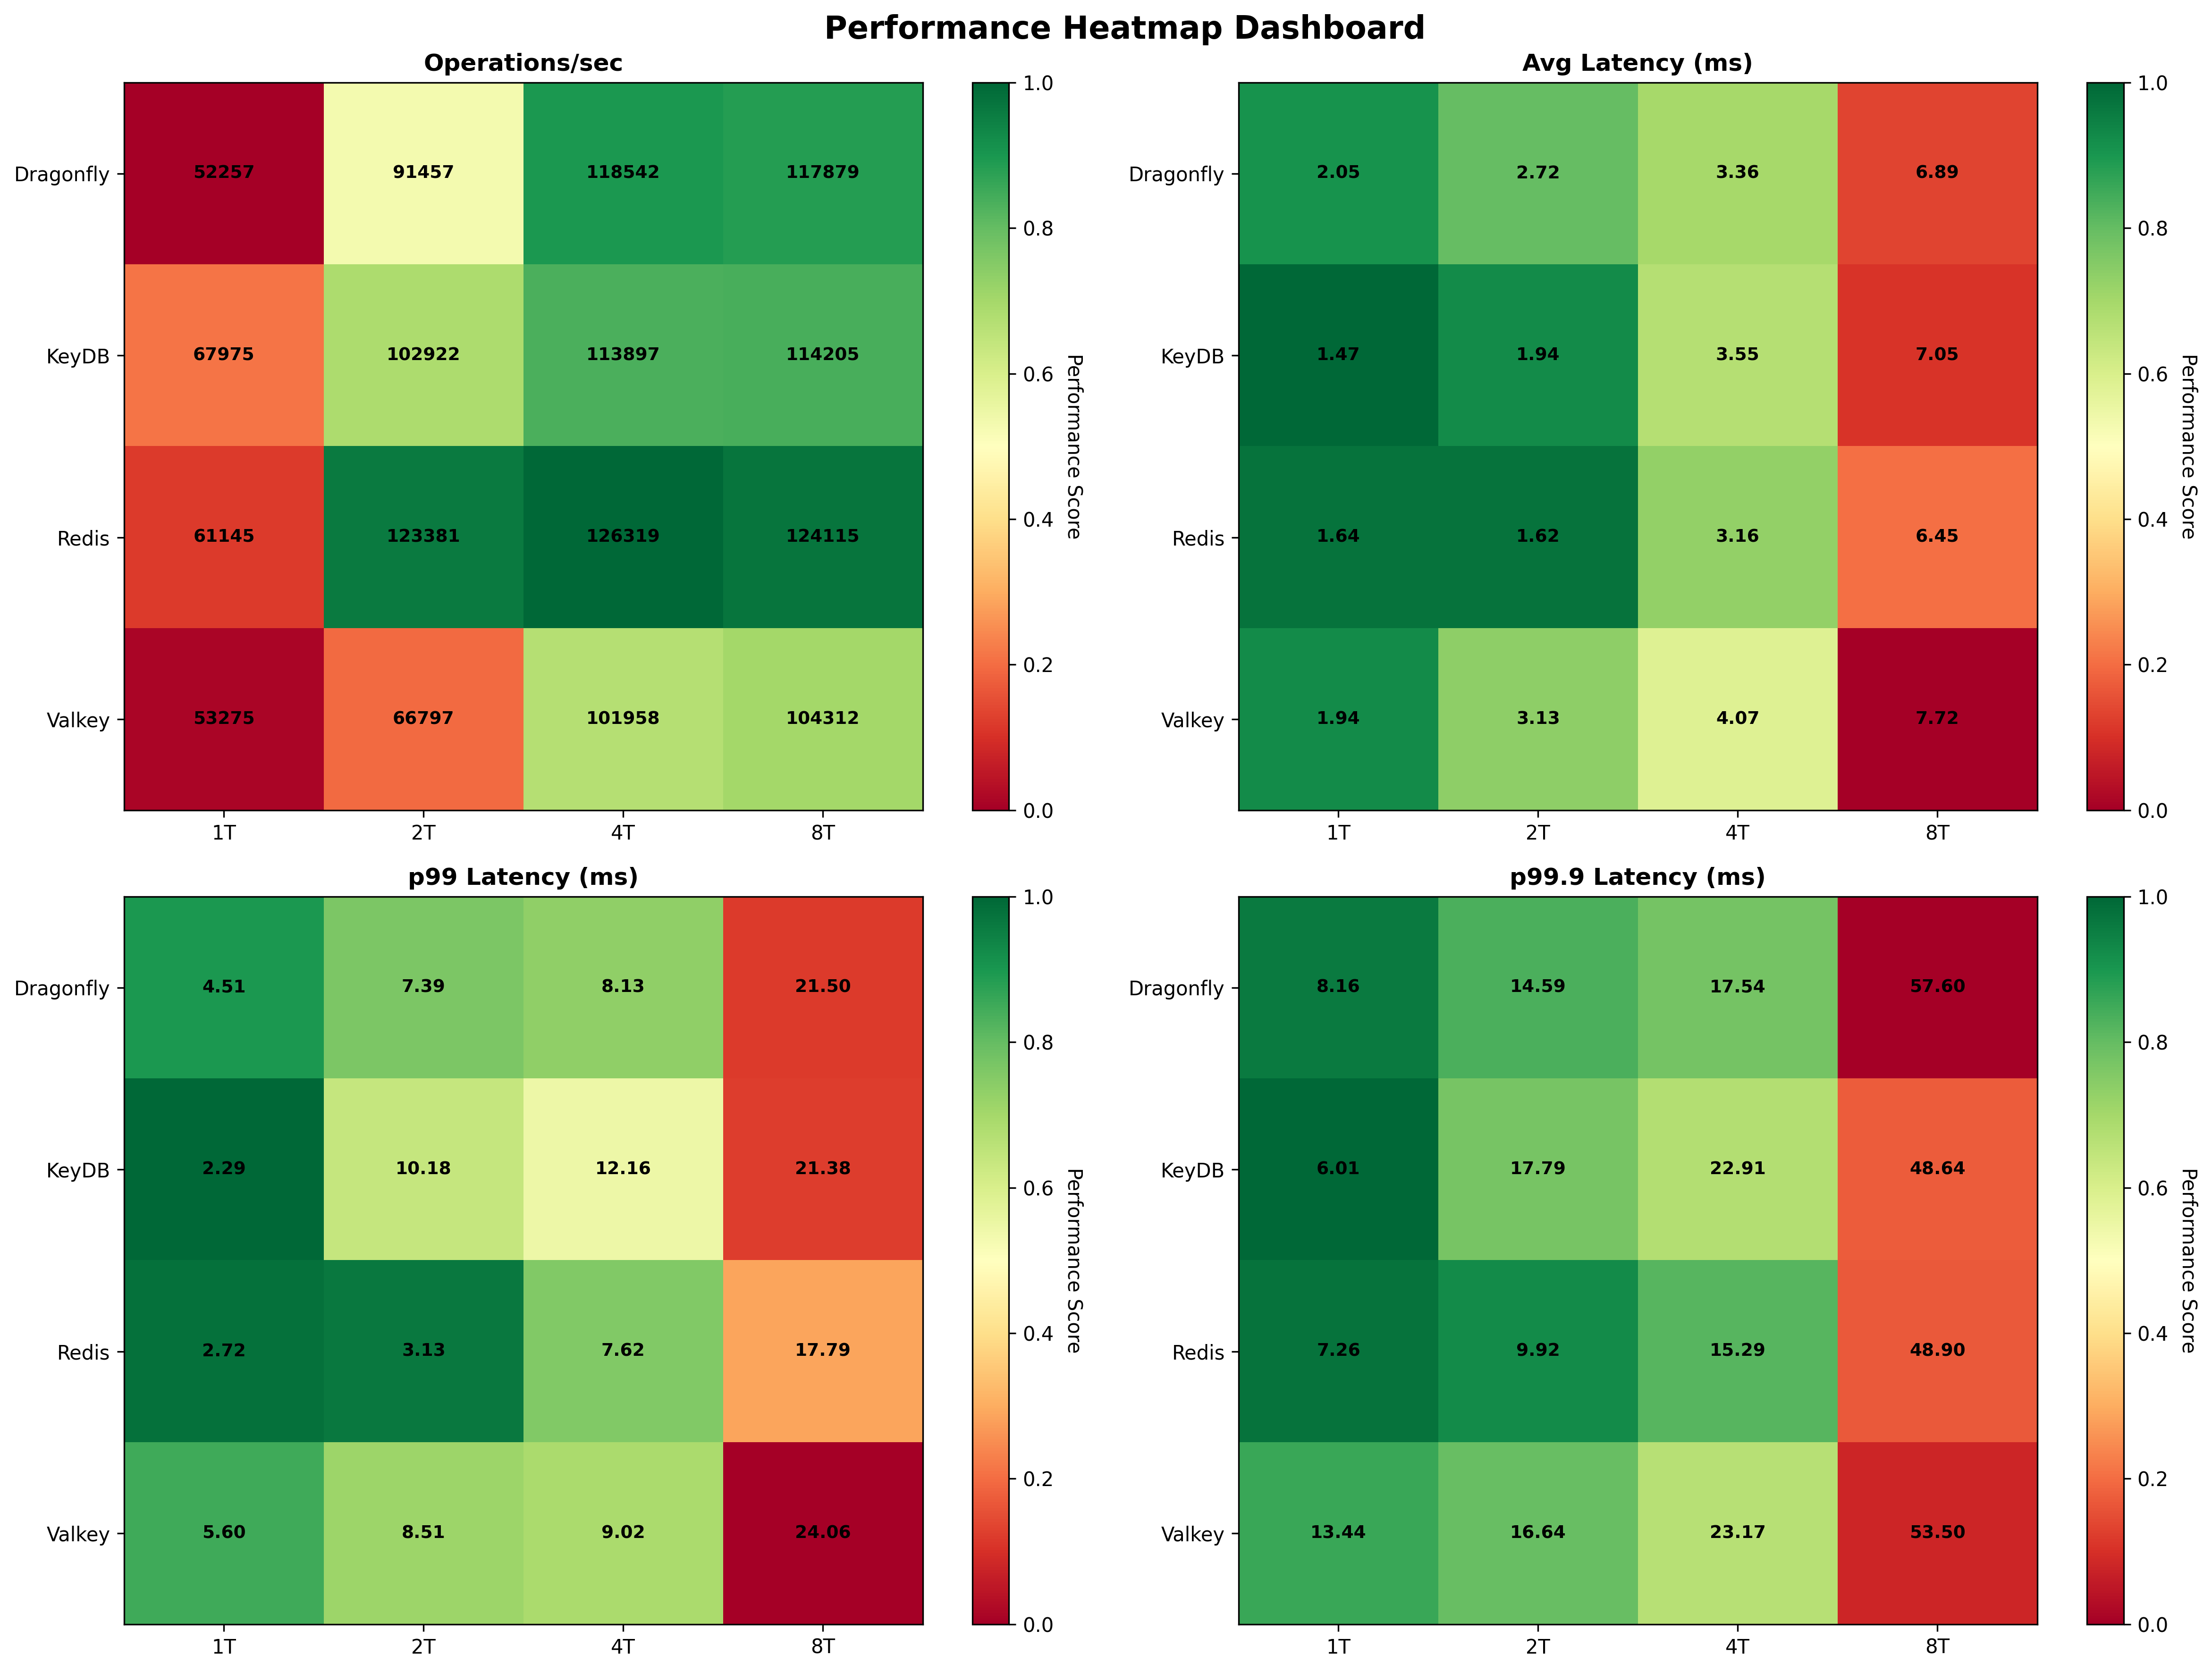 Performance Heatmap Dashboard
Operations/sec
Dragonfly 52257 91457 118542 117879
KeyDB 67975 102922 113897 114205
Redis 61145 123381 126319 124115
Valkey 53275 66797 101958 104312
1T 2T 4T 8T
1.0
0.8
0.6
0.4
0.2
0.0
Performance Score
Avg Latency (ms)
Dragonfly 2.05 2.72 3.36 6.89
KeyDB 1.47 1.94 3.55 7.05
Redis 1.64 1.62 3.16 6.45
Valkey 1.94 3.13 4.07 7.72
1T 2T 4T 8T
1.0
0.8
0.6
0.4
0.2
0.0
Performance Score
p99 Latency (ms)
Dragonfly 4.51 7.39 8.13 21.50
KeyDB 2.29 10.18 12.16 21.38
Redis 2.72 3.13 7.62 17.79
Valkey 5.60 8.51 9.02 24.06
1T 2T 4T 8T
1.0
0.8
0.6
0.4
0.2
0.0
Performance Score
p99.9 Latency (ms)
Dragonfly 8.16 14.59 17.54 57.60
KeyDB 6.01 17.79 22.91 48.64
Redis 7.26 9.92 15.29 48.90
Valkey 13.44 16.64 23.17 53.50
1T 2T 4T 8T
1.0
0.8
0.6
0.4
0.2
0.0
Performance Score